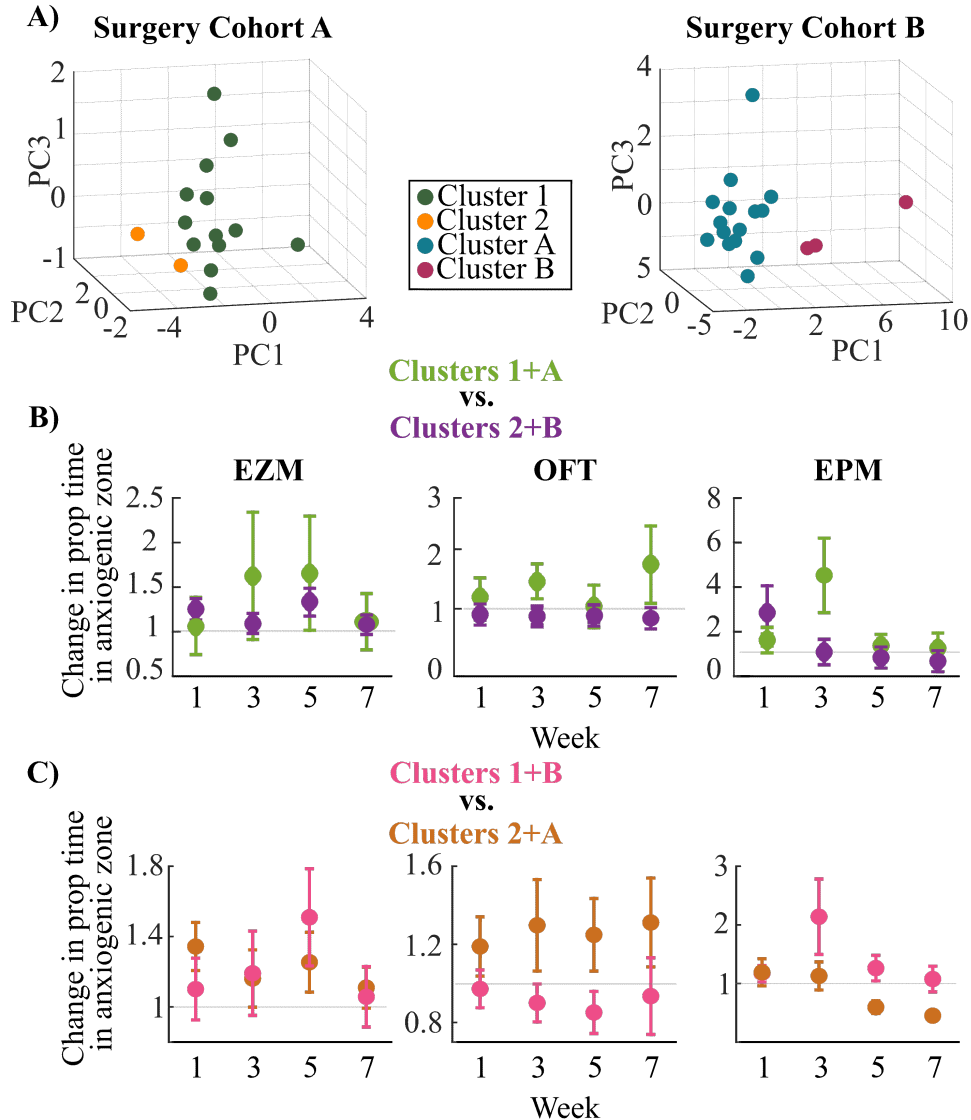 A)
Surgery Cohort A
Surgery Cohort B
2
1
0
-1
PC3
2
0
-2
PC2
-4
0
4
PC1
Cluster 1
Cluster 2
Cluster A
Cluster B
4
2
0
5
PC3
0
-5
PC2
-2
2
6
10
PC1
Clusters 1+A
vs.
Clusters 2+B
B)
EZM
OFT
EPM
Change in prop time
in anxiogenic zone
2.5
2
1.5
1
0.5
1
3
5
7
3
2
1
0
1
3
5
7
8
6
4
2
0
1
3
5
7
Week
C)
Clusters 1+B
vs.
Clusters 2+A
Change in prop time
in anxiogenic zone
1.8
1.4
1
1
3
5
7
1.6
1.2
0.8
1
3
5
7
3
2
1
1
3
5
7
Week